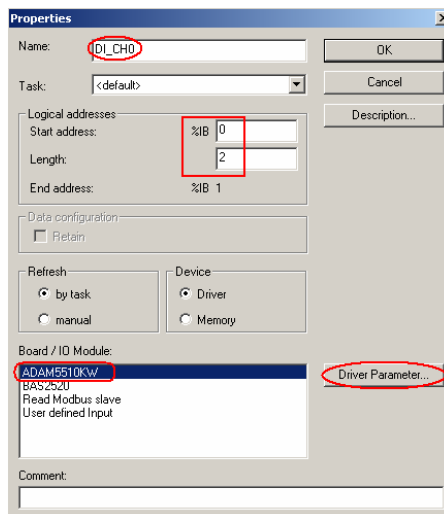 Properties
Name: DI_CH0 OK
Task: <default> Cancel
Logical addresses Description...
Start address: %IB 0
Length: 2
End address: %IB 1
Data configuration
Retain
Refresh Device
by task Driver
manual Memory
Board / IO Module:
ADAM5510KW Driver Parameter...
BAS2520
Read Modbus slave
User defined Input
Comment: